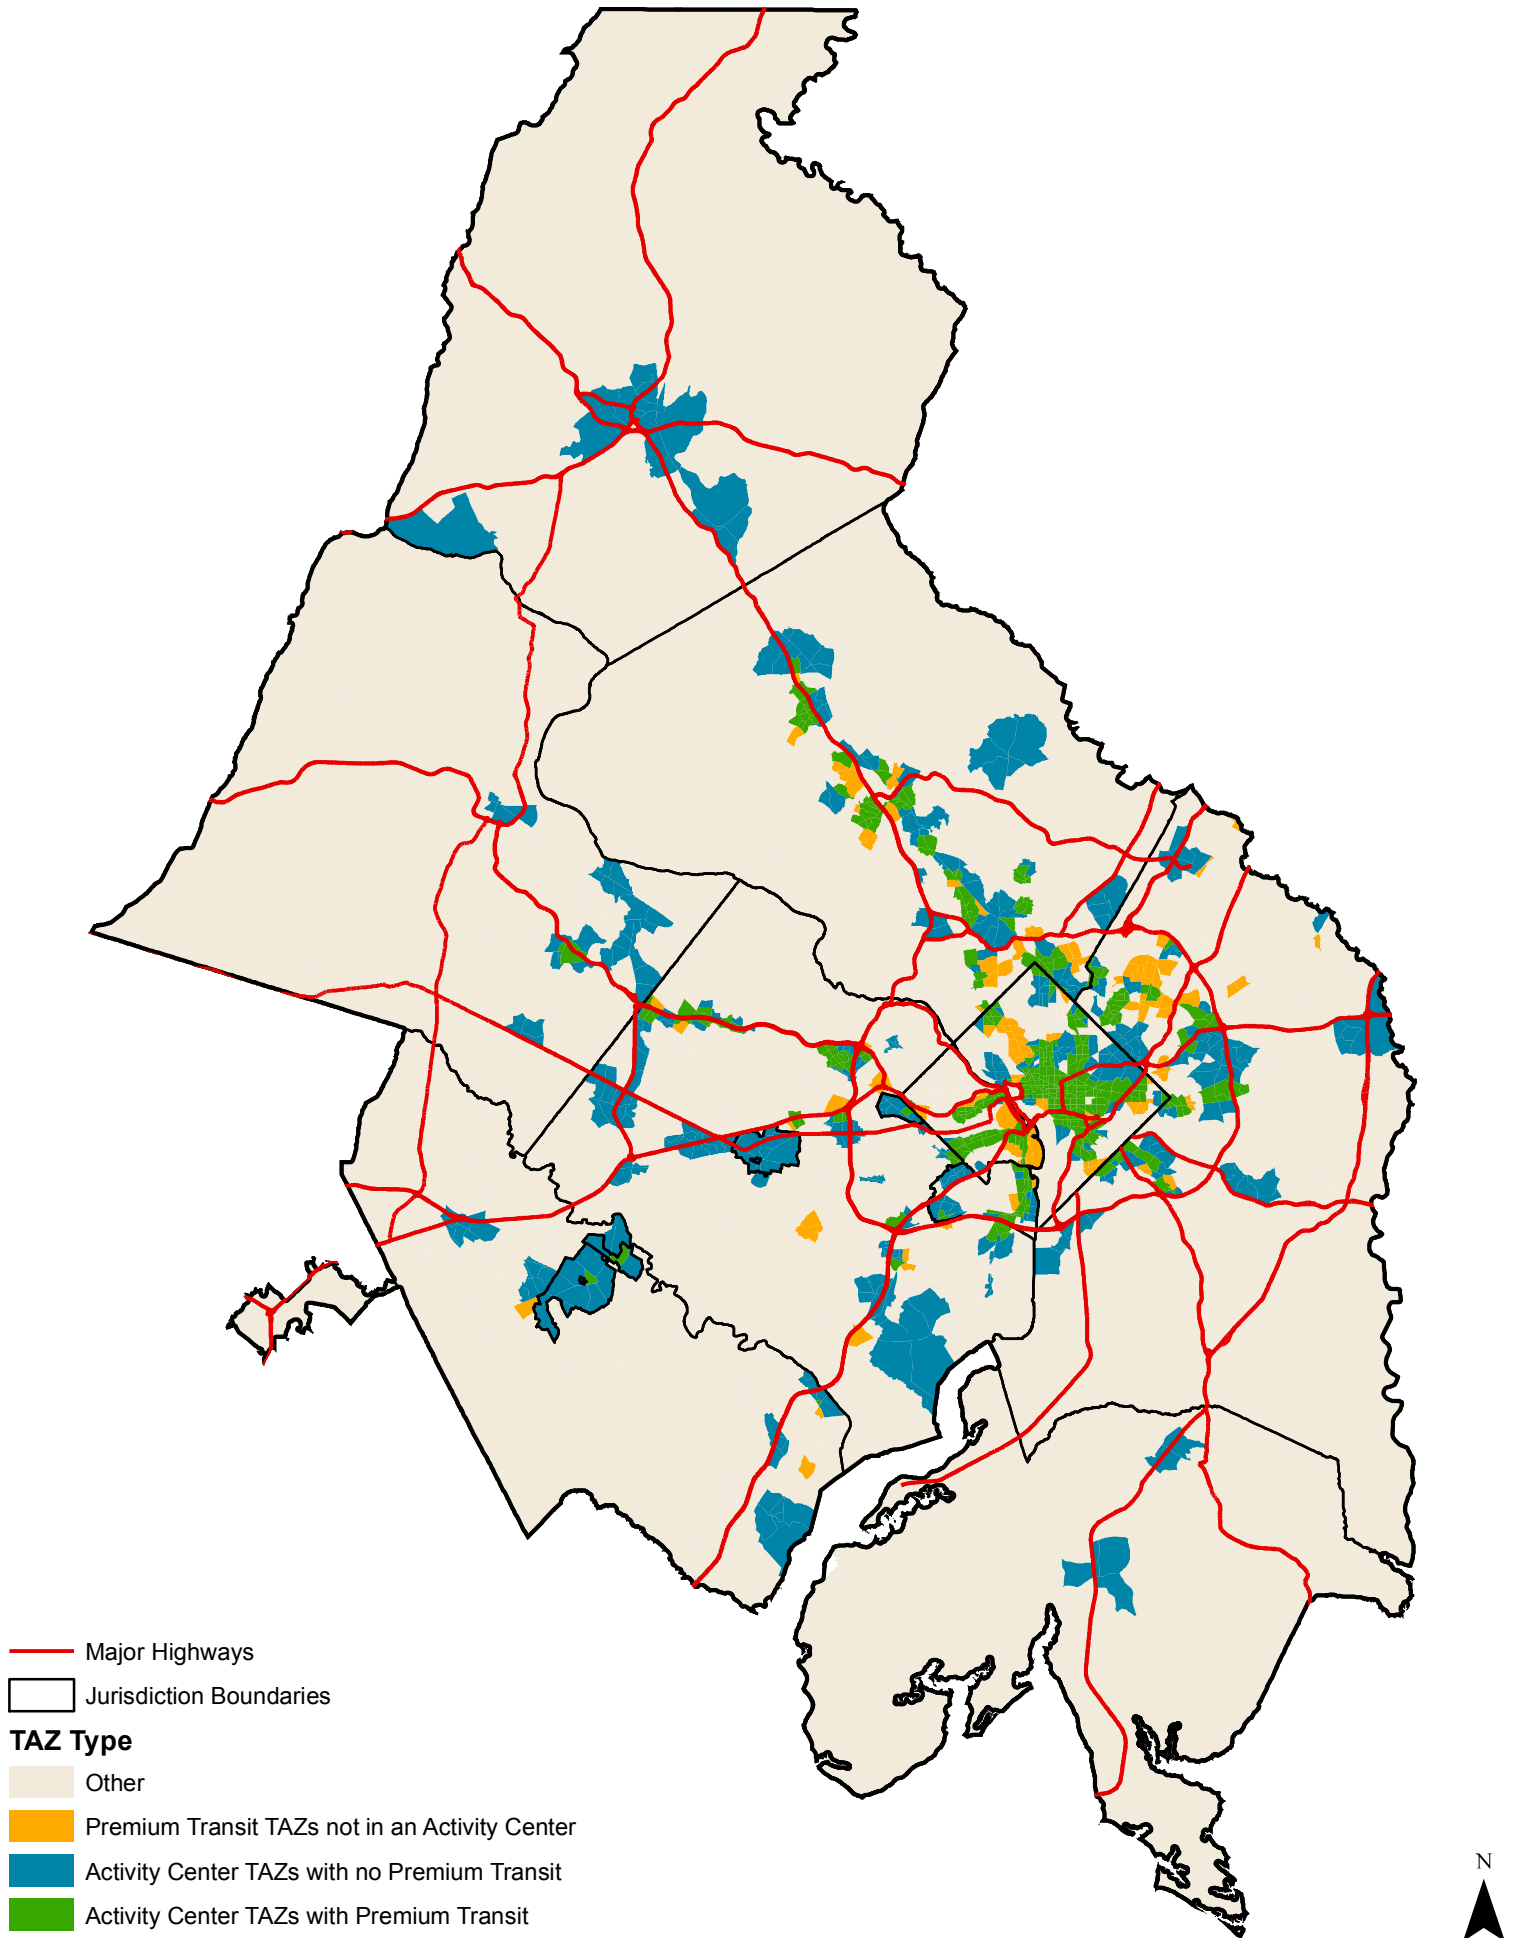 Major Highways
Jurisdiction Boundaries
TAZ Type
Other
Premium Transit TAZs not in an Activity Center
Activity Center TAZs with no Premium Transit
Activity Center TAZs with Premium Transit
N